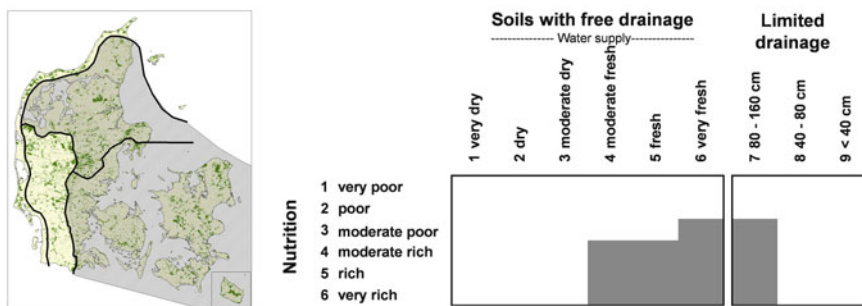 Soils with free drainage
Water supply
Limited
drainage
1 very dry
2 dry
3 moderate dry
4 moderate fresh
5 fresh
6 very fresh
7 80 - 160 cm
8 40 - 80 cm
9 < 40 cm
Nutrition
1 very poor
2 poor
3 moderate poor
4 moderate rich
5 rich
6 very rich